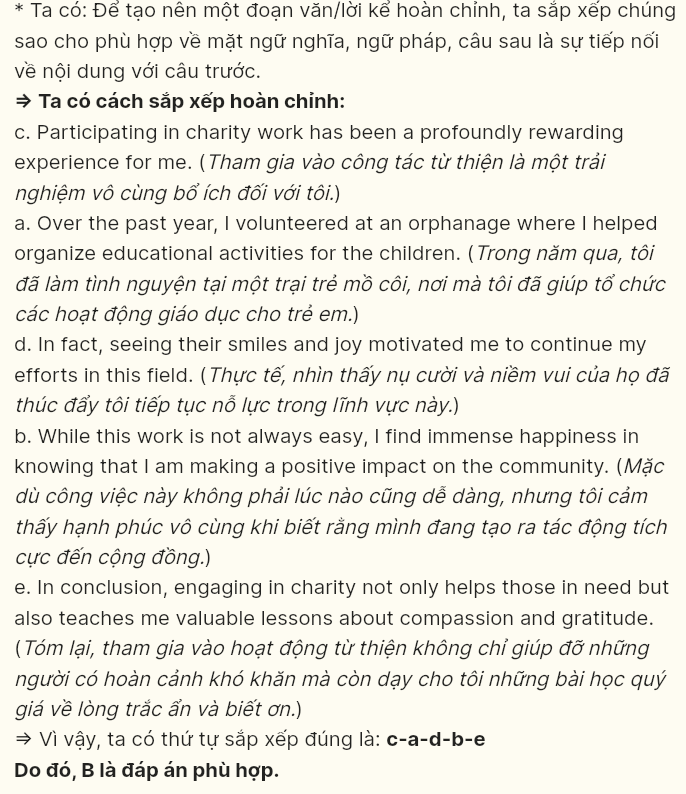 * Ta có: Để tạo nên một đoạn văn/lời kể hoàn chỉnh, ta sắp xếp chúng
sao cho phù hợp về mặt ngữ nghĩa, ngữ pháp, câu sau là sự tiếp nối
về nội dung với câu trước.
⇒ Ta có cách sắp xếp hoàn chỉnh:
c. Participating in charity work has been a profoundly rewarding
experience for me. (Tham gia vào công tác từ thiện là một trải
nghiệm vô cùng bổ ích đối với tôi.)
a. Over the past year, I volunteered at an orphanage where I helped
organize educational activities for the children. (Trong năm qua, tôi
đã làm tình nguyện tại một trại trẻ mồ côi, nơi mà tôi đã giúp tổ chức
các hoạt động giáo dục cho trẻ em.)
d. In fact, seeing their smiles and joy motivated me to continue my
efforts in this field. (Thực tế, nhìn thấy nụ cười và niềm vui của họ đã
thúc đẩy tôi tiếp tục nỗ lực trong lĩnh vực này.)
b. While this work is not always easy, I find immense happiness in
knowing that I am making a positive impact on the community. (Mặc
dù công việc này không phải lúc nào cũng dễ dàng, nhưng tôi cảm
thấy hạnh phúc vô cùng khi biết rằng mình đang tạo ra tác động tích
cực đến cộng đồng.)
e. In conclusion, engaging in charity not only helps those in need but
also teaches me valuable lessons about compassion and gratitude.
(Tóm lại, tham gia vào hoạt động từ thiện không chỉ giúp đỡ những
người có hoàn cảnh khó khăn mà còn dạy cho tôi những bài học quý
giá về lòng trắc ẩn và biết ơn.)
⇒ Vì vậy, ta có thứ tự sắp xếp đúng là: c-a-d-b-e
Do đó, B là đáp án phù hợp.